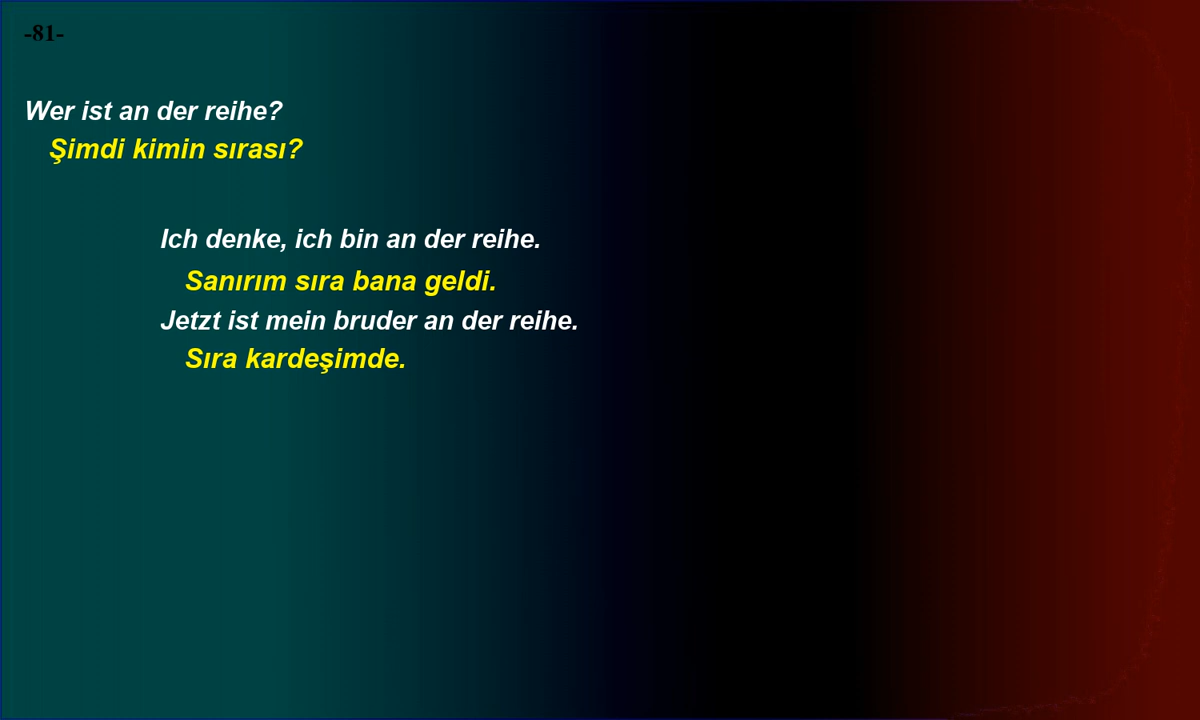 -81-
Wer ist an der reihe?
Şimdi kimin sırası?
Ich denke, ich bin an der reihe.
Sanırım sıra bana geldi.
Jetzt ist mein bruder an der reihe.
Sıra kardeşimde.